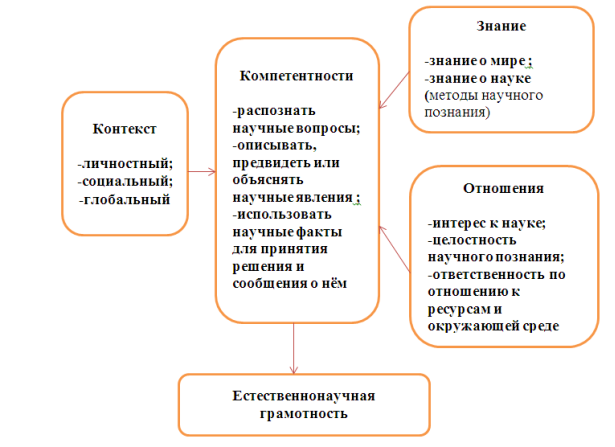 Контекст
-личностный;
-социальный;
-глобальный
Компетентности
-распознать
научные вопросы;
-описывать,
предвидеть или
объяснять
научные явления ;
-использовать
научные факты
для принятия
решения и
сообщения о нём
Знание
-знание о мире ;
-знание о науке
(методы научного
познания)
Отношения
-интерес к науке;
-целостность
научного познания;
-ответственность по
отношению к
ресурсам и
окружающей среде
Естественнонаучная
грамотность